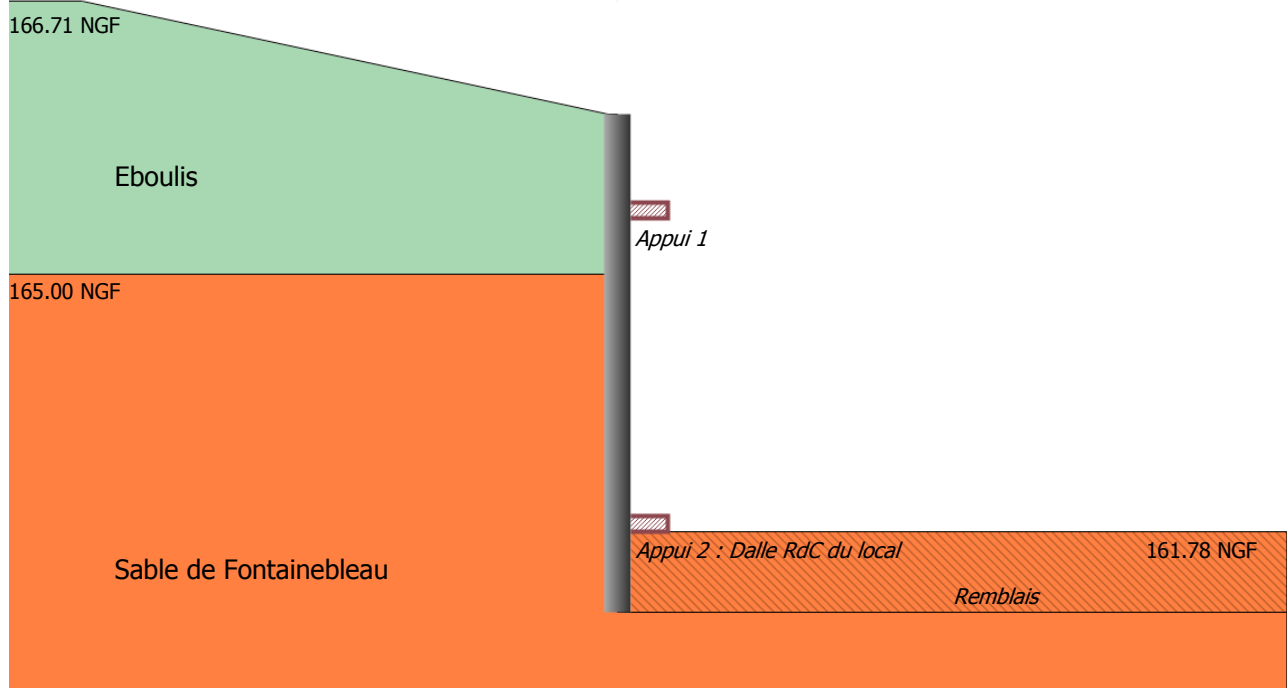 166.71 NGF
Eboulis
Appui 1
165.00 NGF
Appui 2 : Dalle RdC du local
161.78 NGF
Sable de Fontainebleau
Remblais